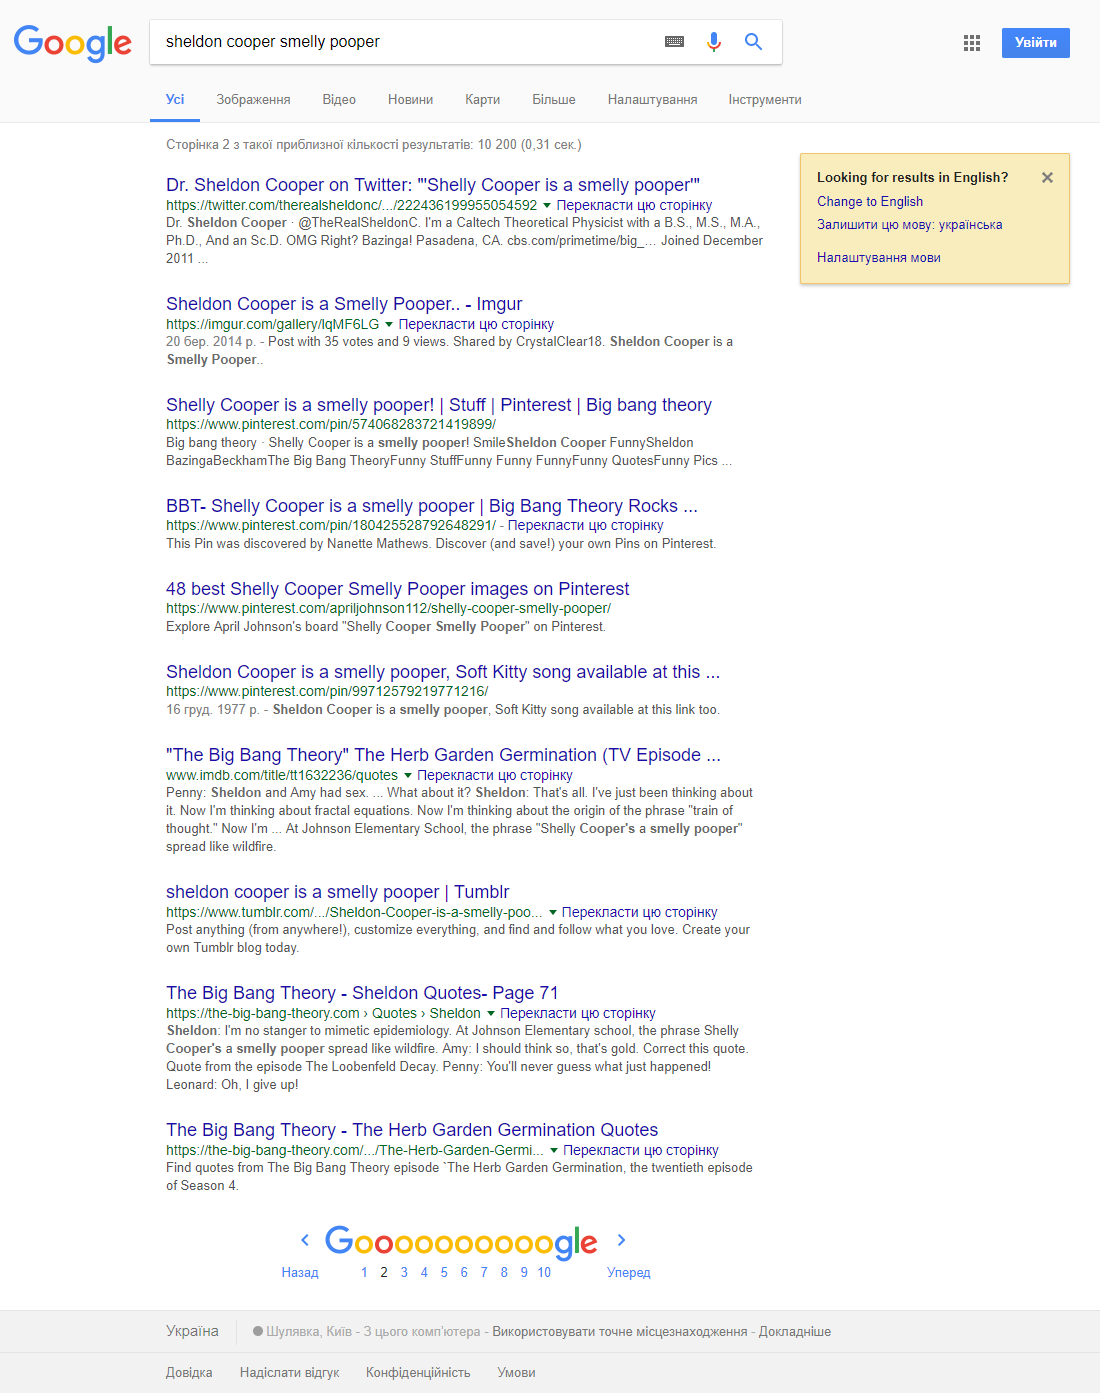 Google
sheldon cooper smelly pooper
Увійти
Усі Зображення Відео Новини Карти Більше Налаштування Інструменти
Сторінка 2 з такої приблизної кількості результатів: 10 200 (0,31 сек.)
Looking for results in English?
Change to English
Залишити цю мову: українська
Налаштування мови
Dr. Sheldon Cooper on Twitter: "'Shelly Cooper is a smelly pooper'"
https://twitter.com/therealsheldonc/.../222436199955054592 Перекласти цю сторінку
Dr. Sheldon Cooper · @TheRealSheldonC. I'm a Caltech Theoretical Physicist with a B.S., M.S., M.A.,
Ph.D., And an Sc.D. OMG Right? Bazinga! Pasadena, CA. cbs.com/primetime/big_... Joined December
2011 ...
Sheldon Cooper is a Smelly Pooper.. - Imgur
https://imgur.com/gallery/lqMF6LG Перекласти цю сторінку
20 бер. 2014 р. - Post with 35 votes and 9 views. Shared by CrystalClear18. Sheldon Cooper is a
Smelly Pooper..
Shelly Cooper is a smelly pooper! | Stuff | Pinterest | Big bang theory
https://www.pinterest.com/pin/574068283721419899/
Big bang theory · Shelly Cooper is a smelly pooper! SmileSheldon Cooper FunnySheldon
BazingaBeckhamThe Big Bang TheoryFunny StuffFunny Funny FunnyFunny QuotesFunny Pics ...
BBT- Shelly Cooper is a smelly pooper | Big Bang Theory Rocks ...
https://www.pinterest.com/pin/180425528792648291/ - Перекласти цю сторінку
This Pin was discovered by Nanette Mathews. Discover (and save!) your own Pins on Pinterest.
48 best Shelly Cooper Smelly Pooper images on Pinterest
https://www.pinterest.com/apriljohnson112/shelly-cooper-smelly-pooper/
Explore April Johnson's board "Shelly Cooper Smelly Pooper" on Pinterest.
Sheldon Cooper is a smelly pooper, Soft Kitty song available at this ...
https://www.pinterest.com/pin/99712579219771216/
16 груд. 1977 р. - Sheldon Cooper is a smelly pooper, Soft Kitty song available at this link too.
"The Big Bang Theory" The Herb Garden Germination (TV Episode ...
www.imdb.com/title/tt1632236/quotes Перекласти цю сторінку
Penny: Sheldon and Amy had sex. ... What about it? Sheldon: That's all. I've just been thinking about
it. Now I'm thinking about fractal equations. Now I'm thinking about the origin of the phrase "train of
thought." Now I'm ... At Johnson Elementary School, the phrase "Shelly Cooper's a smelly pooper"
spread like wildfire.
sheldon cooper is a smelly pooper | Tumblr
https://www.tumblr.com/.../Sheldon-Cooper-is-a-smelly-poo... Перекласти цю сторінку
Post anything (from anywhere!), customize everything, and find and follow what you love. Create your
own Tumblr blog today.
The Big Bang Theory - Sheldon Quotes- Page 71
https://the-big-bang-theory.com › Quotes › Sheldon Перекласти цю сторінку
Sheldon: I'm no stanger to mimetic epidemiology. At Johnson Elementary school, the phrase Shelly
Cooper's a smelly pooper spread like wildfire. Amy: I should think so, that's gold. Correct this quote.
Quote from the episode The Loobenfeld Decay. Penny: You'll never guess what just happened!
Leonard: Oh, I give up!
The Big Bang Theory - The Herb Garden Germination Quotes
https://the-big-bang-theory.com/.../The-Herb-Garden-Germi... Перекласти цю сторінку
Find quotes from The Big Bang Theory episode `The Herb Garden Germination, the twentieth episode
of Season 4.
Goooooooooogle
Назад 1 2 3 4 5 6 7 8 9 10 Уперед
Україна Шулявка, Київ - З цього комп'ютера - Використовувати точне місцезнаходження - Докладніше
Довідка Надіслати відгук Конфіденційність Умови